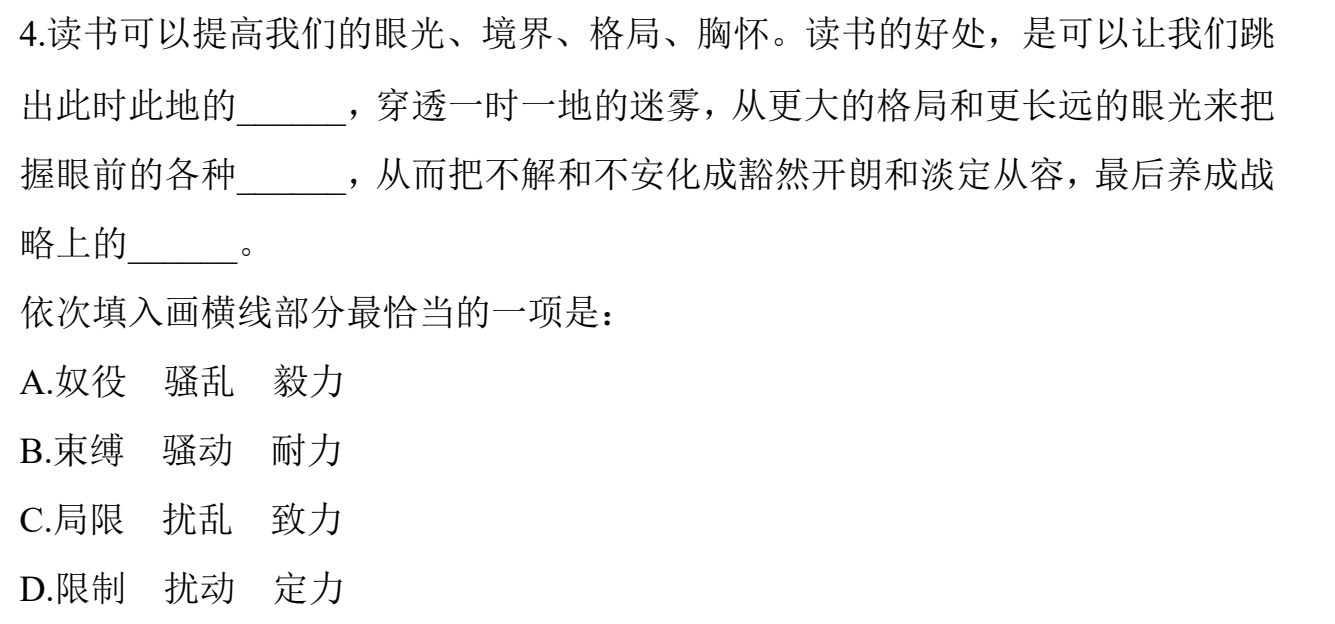 4.读书可以提高我们的眼光、境界、格局、胸怀。读书的好处，是可以让我们跳
出此时此地的______，穿透一时一地的迷雾，从更大的格局和更长远的眼光来把
握眼前的各种______，从而把不解和不安化成豁然开朗和淡定从容，最后养成战
略上的______。
依次填入画横线部分最恰当的一项是：
A.奴役　骚乱　毅力
B.束缚　骚动　耐力
C.局限　扰乱　致力
D.限制　扰动　定力